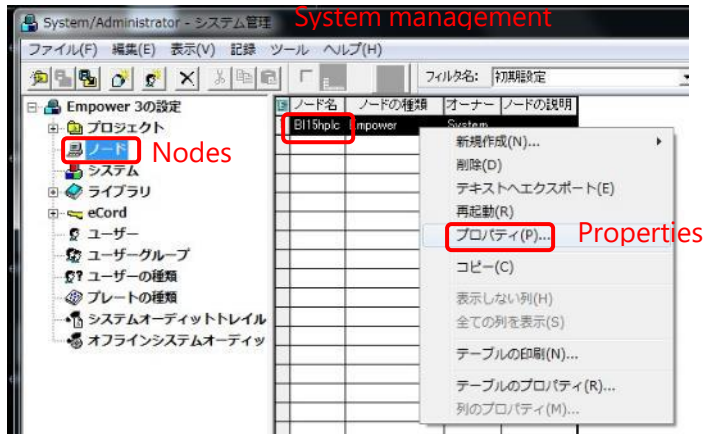 System/Administrator - システム管理
System management
ファイル(F) 編集(E) 表示(V) 記録 ツール ヘルプ(H)
フィルタ名: 初期設定
Empower 3の設定
プロジェクト
ノード
Nodes
システム
ライブラリ
eCord
ユーザー
ユーザーグループ
ユーザーの種類
プレートの種類
システムオーディットトレイル
オフラインシステムオーディッ
ノード名 ノードの種類 オーナー ノードの説明
1 BI15hplc Empower System
新規作成(N)...
削除(D)
テキストへエクスポート(E)
再起動(R)
プロパティ(P)...
Properties
コピー(C)
表示しない列(H)
全ての列を表示(S)
テーブルの印刷(N)...
テーブルのプロパティ(R)...
列のプロパティ(M)...